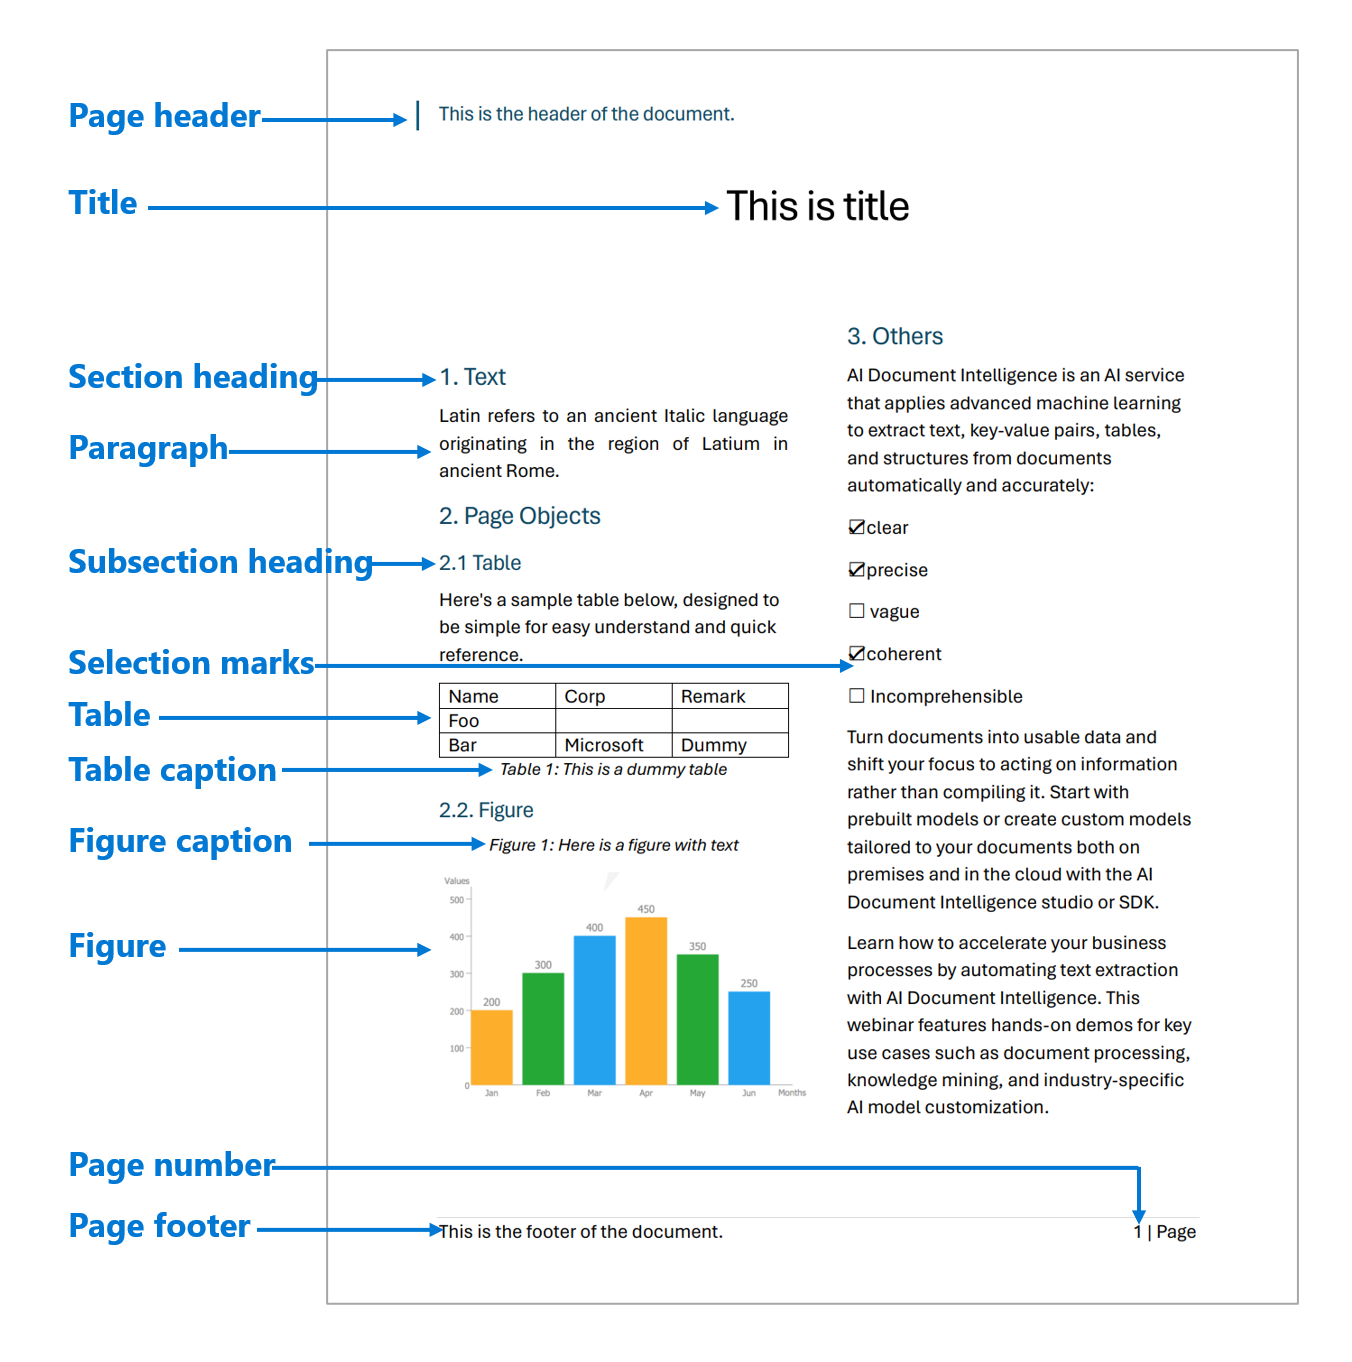 Page header
This is the header of the document.
Title
This is title
Section heading
1. Text
Paragraph
Latin refers to an ancient Italic language
originating in the region of Latium in
ancient Rome.
2. Page Objects
Subsection heading
2.1 Table
Here's a sample table below, designed to
be simple for easy understand and quick
reference.
Selection marks
Table
Name Corp Remark
Foo
Bar Microsoft Dummy
Table caption
Table 1: This is a dummy table
2.2. Figure
Figure caption
Figure 1: Here is a figure with text
Figure
Values
500
400
300
200
100
0
200
300
400
450
350
250
Jan Feb Mar Apr May Jun Months
3. Others
AI Document Intelligence is an AI service
that applies advanced machine learning
to extract text, key-value pairs, tables,
and structures from documents
automatically and accurately:
☑clear
☑precise
☐ vague
☑coherent
☐ Incomprehensible
Turn documents into usable data and
shift your focus to acting on information
rather than compiling it. Start with
prebuilt models or create custom models
tailored to your documents both on
premises and in the cloud with the AI
Document Intelligence studio or SDK.
Learn how to accelerate your business
processes by automating text extraction
with AI Document Intelligence. This
webinar features hands-on demos for key
use cases such as document processing,
knowledge mining, and industry-specific
AI model customization.
Page number
Page footer
This is the footer of the document.
1 | Page